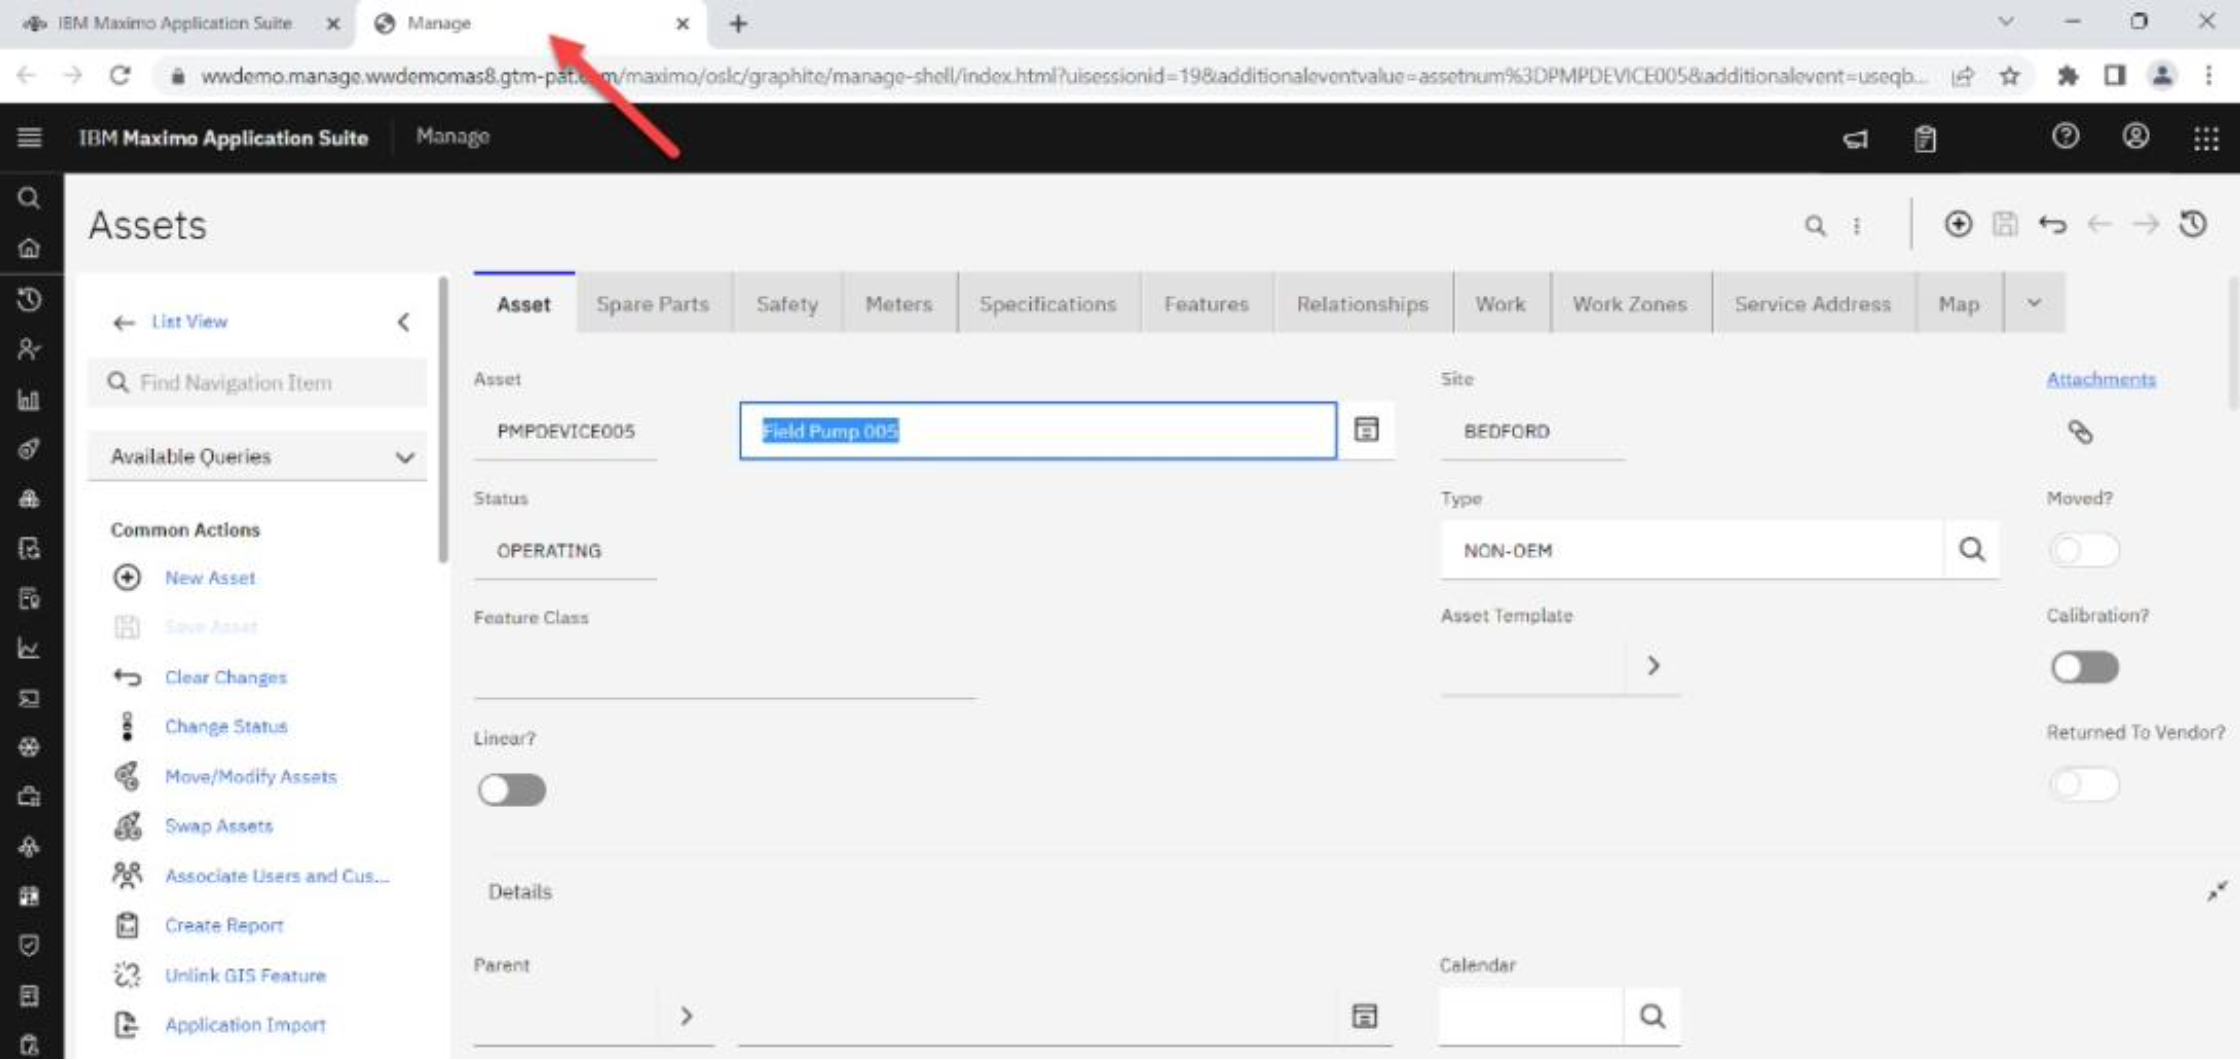 IBM Maximo Application Suite
Manage
wwdemo.manage.wwdemomas8.gtm-pat. m/maximo/oslc/graphite/manage-shell/index.html?uisessionid=19&additionaleventvalue=assetnum%3DPMPDEVICE005&additionalevent=useqb...
IBM Maximo Application Suite
Manage
Assets
List View
Find Navigation Item
Available Queries
Common Actions
New Asset
Save Asset
Clear Changes
Change Status
Move/Modify Assets
Swap Assets
Associate Users and Cus...
Create Report
Unlink GIS Feature
Application Import
Asset
Spare Parts
Safety
Meters
Specifications
Features
Relationships
Work
Work Zones
Service Address
Map
Asset
PMPDEVICE005
Field Pump 005
Site
BEDFORD
Attachments
Status
OPERATING
Type
NON-OEM
Moved?
Feature Class
Asset Template
Calibration?
Linear?
Returned To Vendor?
Details
Parent
Calendar